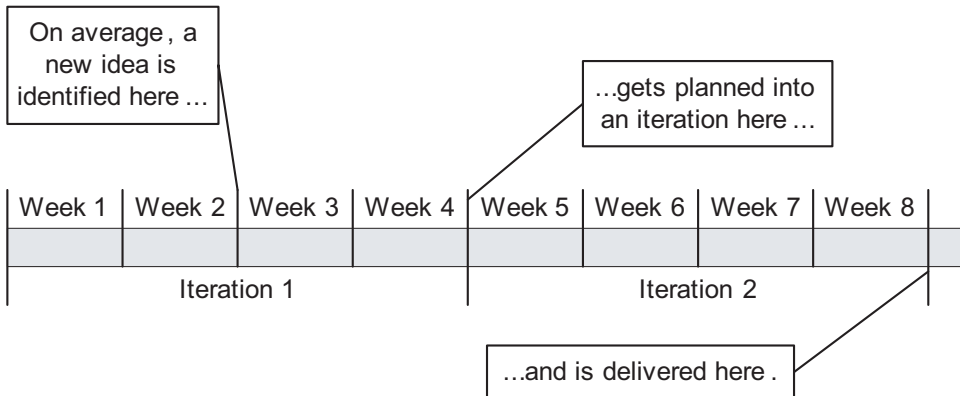 On average, a
new idea is
identified here ...
...gets planned into
an iteration here ...
Week 1 Week 2 Week 3 Week 4 Week 5 Week 6 Week 7 Week 8
Iteration 1 Iteration 2
...and is delivered here .